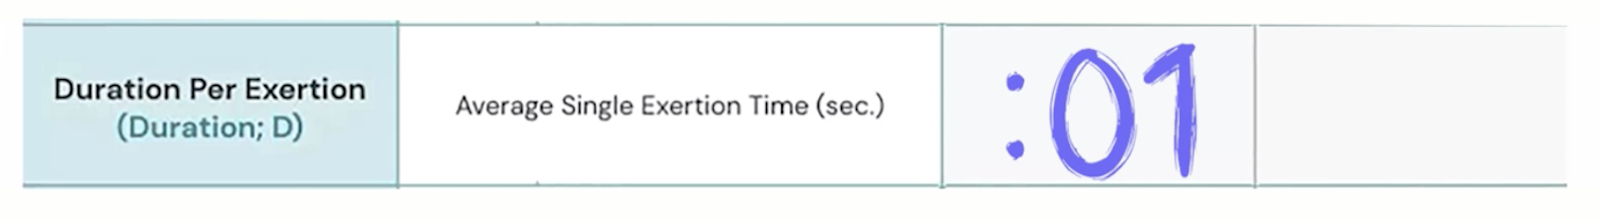 Duration Per Exertion
(Duration; D)
Average Single Exertion Time (sec.)
:01